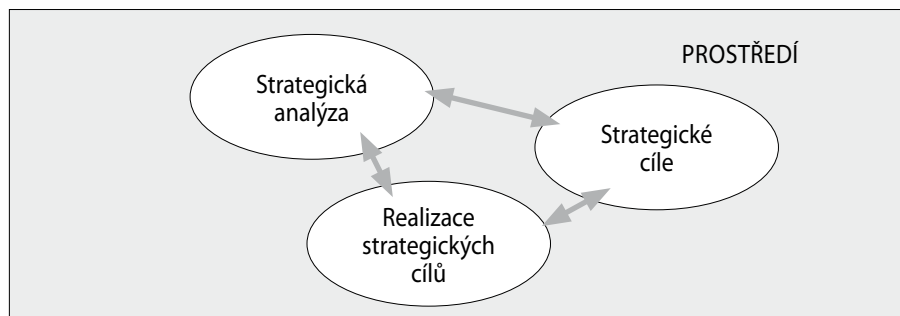 PROSTŘEDÍ
Strategická
analýza
Strategické
cíle
Realizace
strategických
cílů